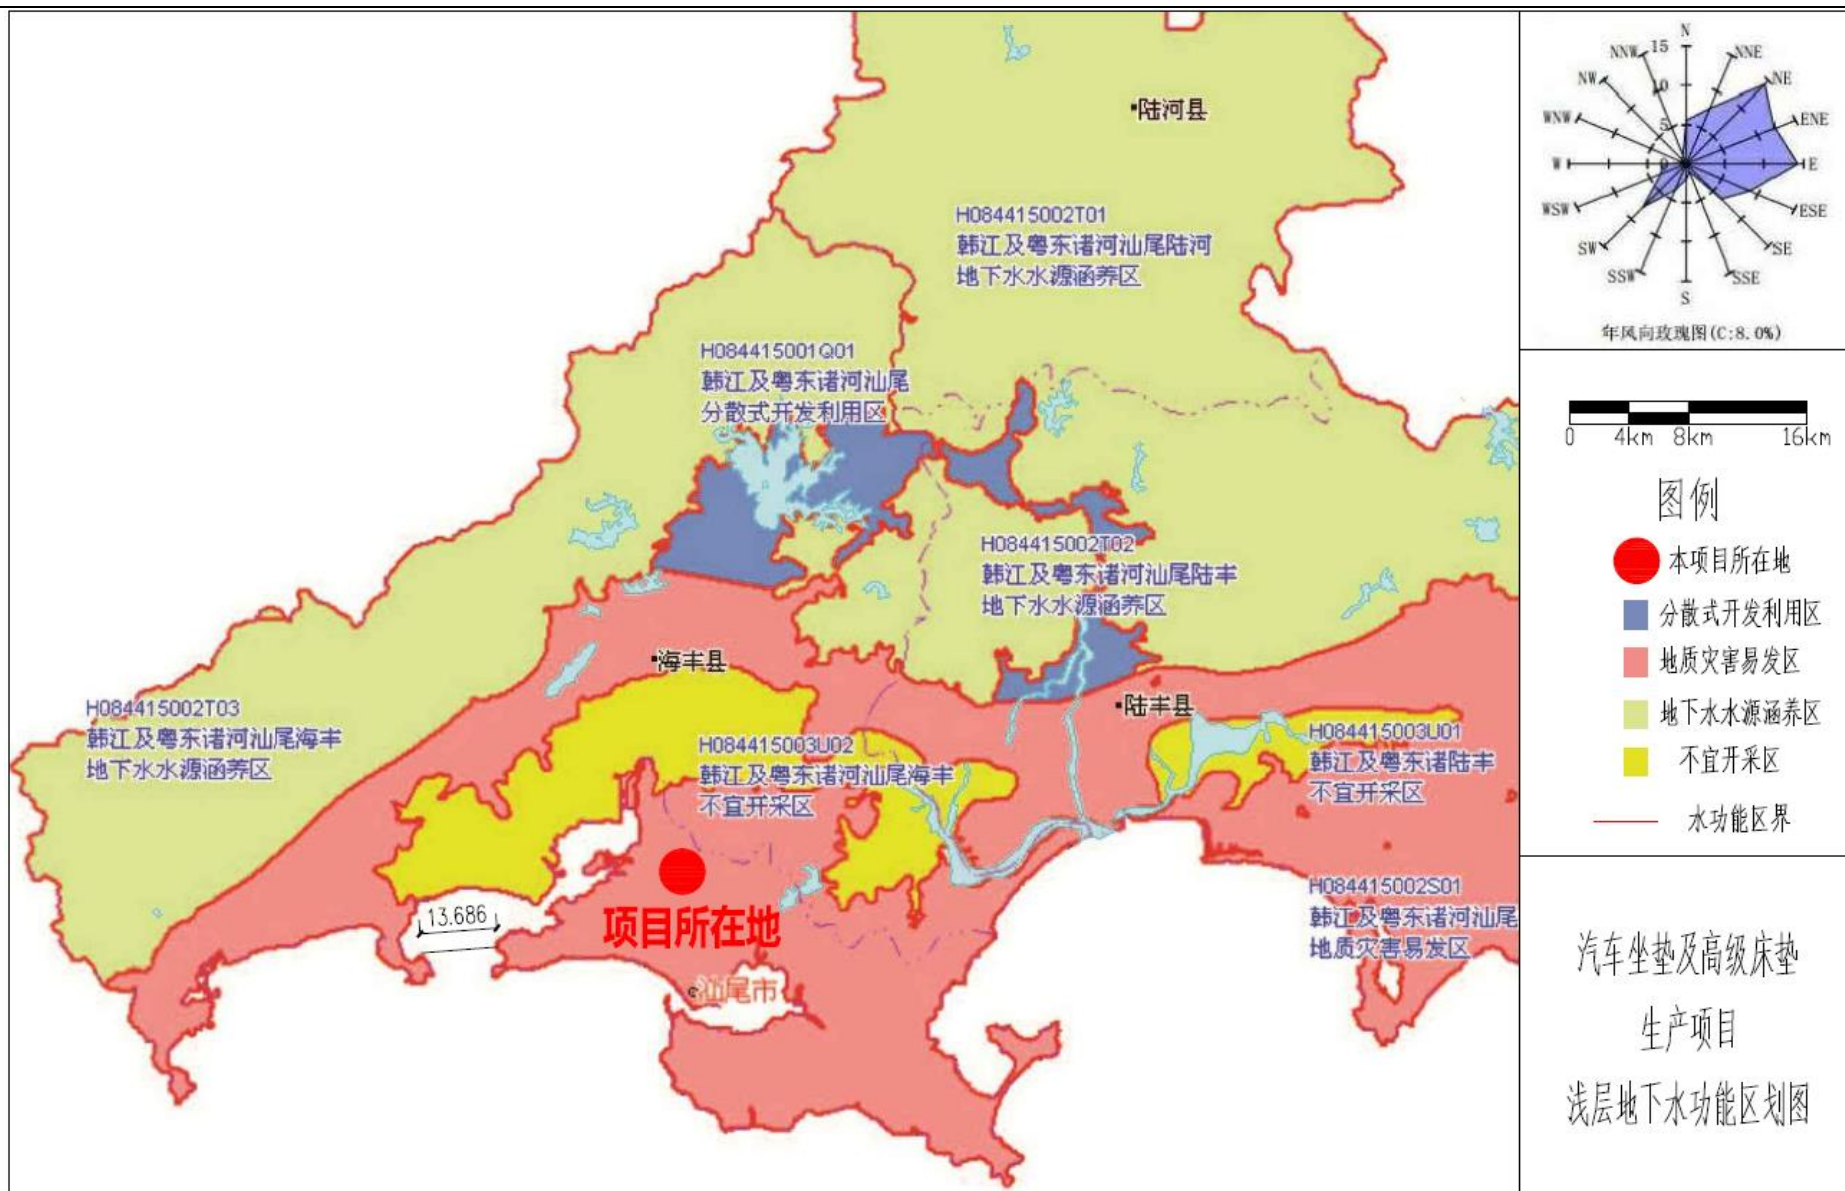 陆河县
H084415002T01
韩江及粤东诸河汕尾陆河
地下水水源涵养区
H084415001Q01
韩江及粤东诸河汕尾
分散式开发利用区
H084415002T02
韩江及粤东诸河汕尾陆丰
地下水水源涵养区
海丰县
陆丰县
H084415002T03
韩江及粤东诸河汕尾海丰
地下水水源涵养区
H084415003U02
韩江及粤东诸河汕尾海丰
不宜开采区
H084415003U01
韩江及粤东诸陆丰
不宜开采区
H084415002S01
韩江及粤东诸河汕尾
地质灾害易发区
13.686
项目所在地
汕尾市
N
NNE
NE
ENE
E
ESE
SE
SSE
S
SSW
SW
WSW
W
WNW
NW
NNW
15
10
5
0
年风向玫瑰图(C:8.0%)
0 4km 8km 16km
图例
本项目所在地
分散式开发利用区
地质灾害易发区
地下水水源涵养区
不宜开采区
水功能区界
汽车坐垫及高级床垫
生产项目
浅层地下水功能区划图